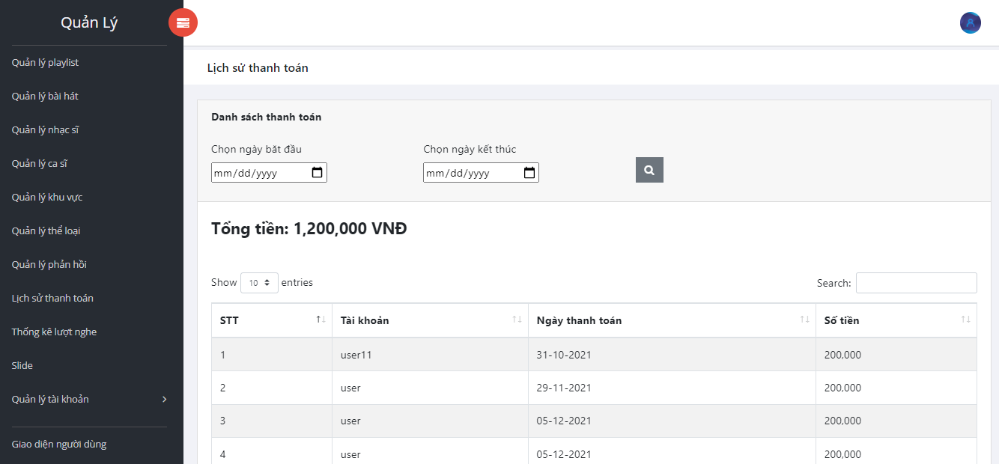 Quản Lý
Quản lý playlist
Quản lý bài hát
Quản lý nhạc sĩ
Quản lý ca sĩ
Quản lý khu vực
Quản lý thể loại
Quản lý phản hồi
Lịch sử thanh toán
Thống kê lượt nghe
Slide
Quản lý tài khoản
Giao diện người dùng
Lịch sử thanh toán
Danh sách thanh toán
Chọn ngày băt đầu Chọn ngày kết thúc
mm/dd/yyyy mm/dd/yyyy
Tổng tiền: 1,200,000 VNĐ
Show 10 entries Search:
STT Tài khoản Ngày thanh toán Số tiền
1 user11 31-10-2021 200,000
2 user 29-11-2021 200,000
3 user 05-12-2021 200,000
4 user 05-12-2021 200,000